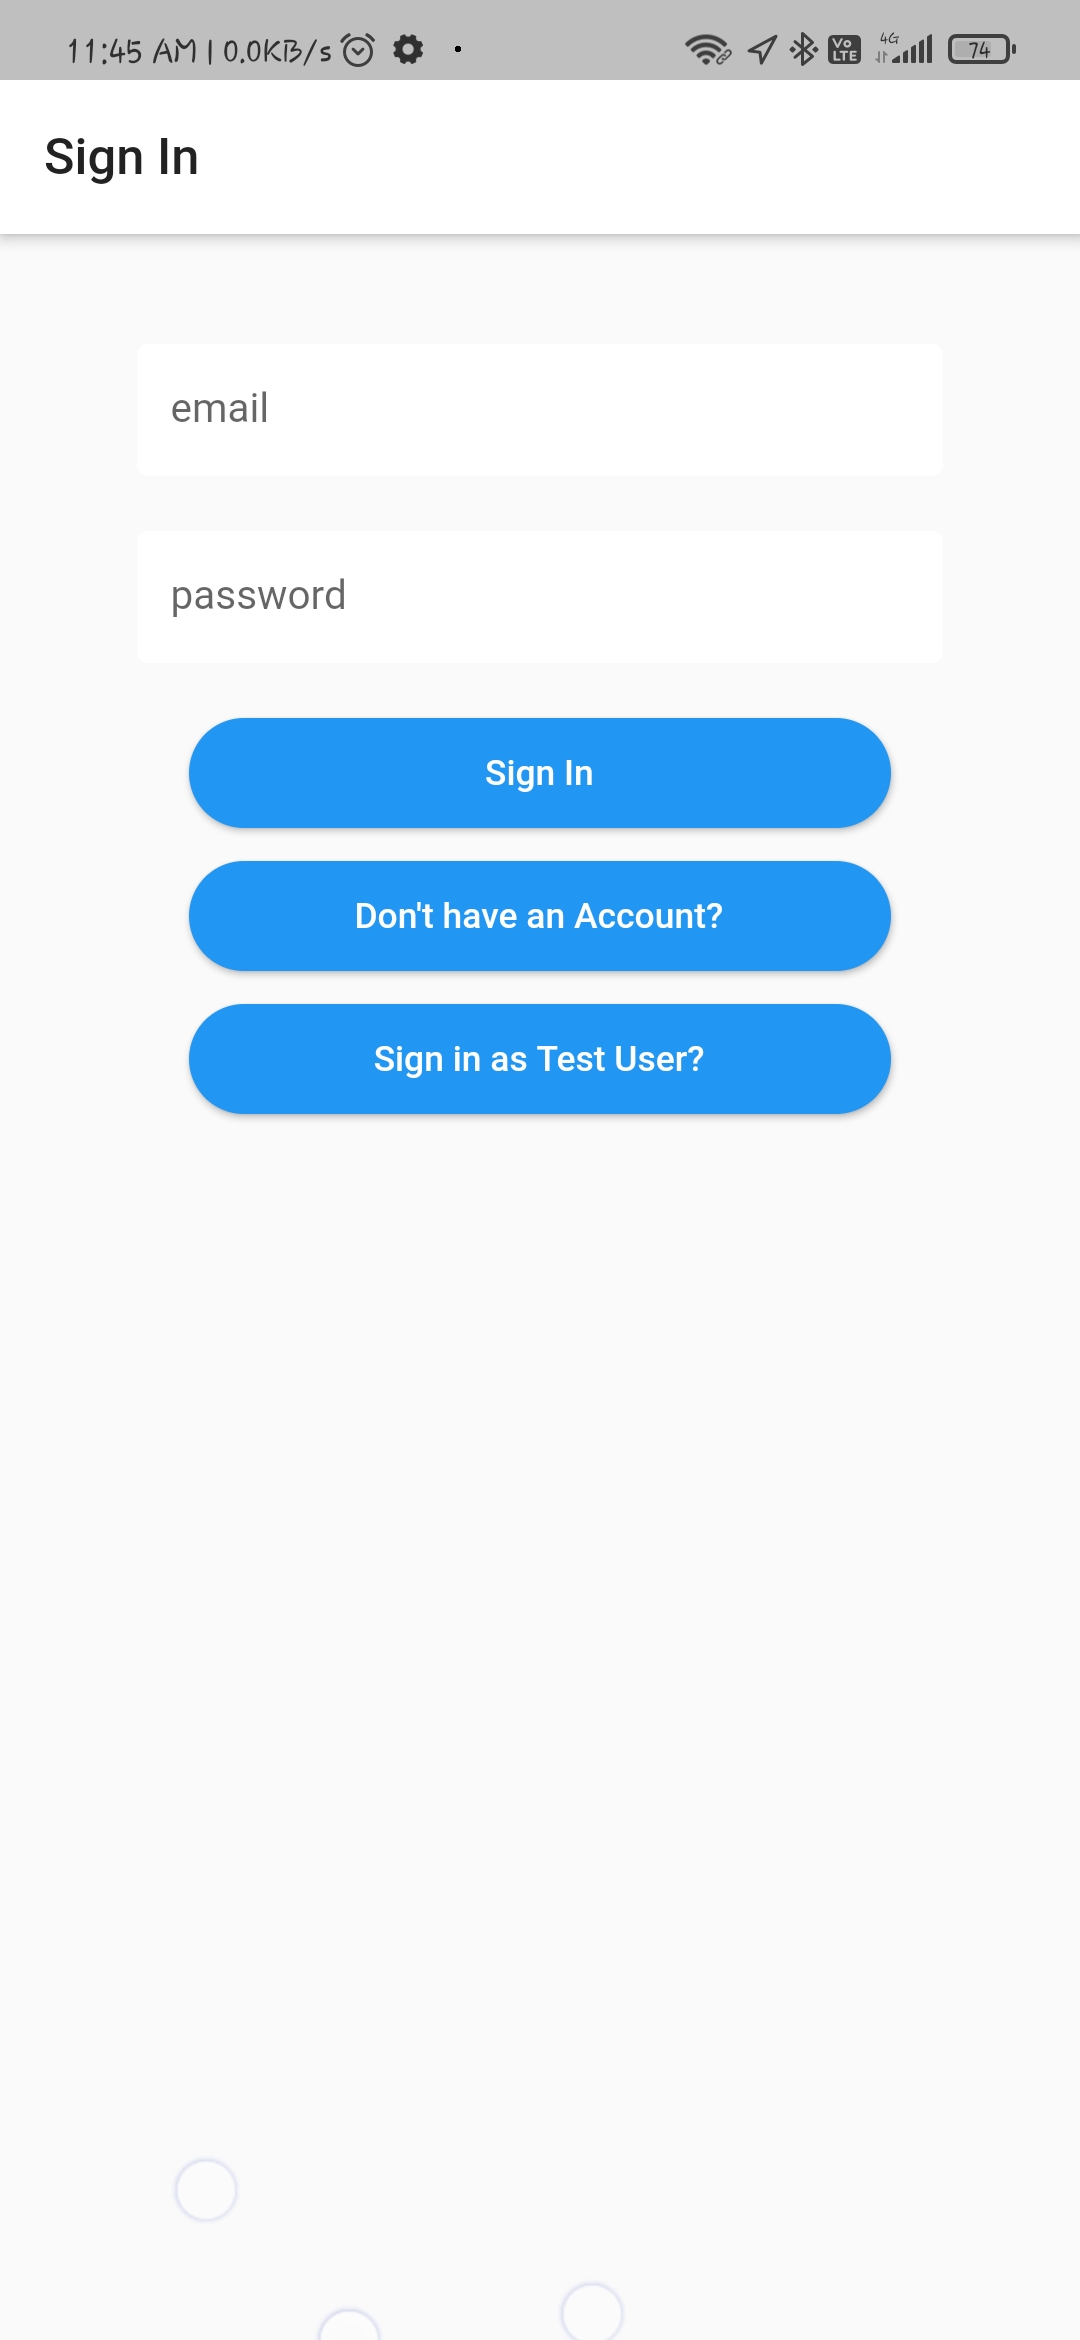 11:45 AM | 0.0KB/s Vo LTE 4G 74
Sign In
email
password
Sign In
Don't have an Account?
Sign in as Test User?